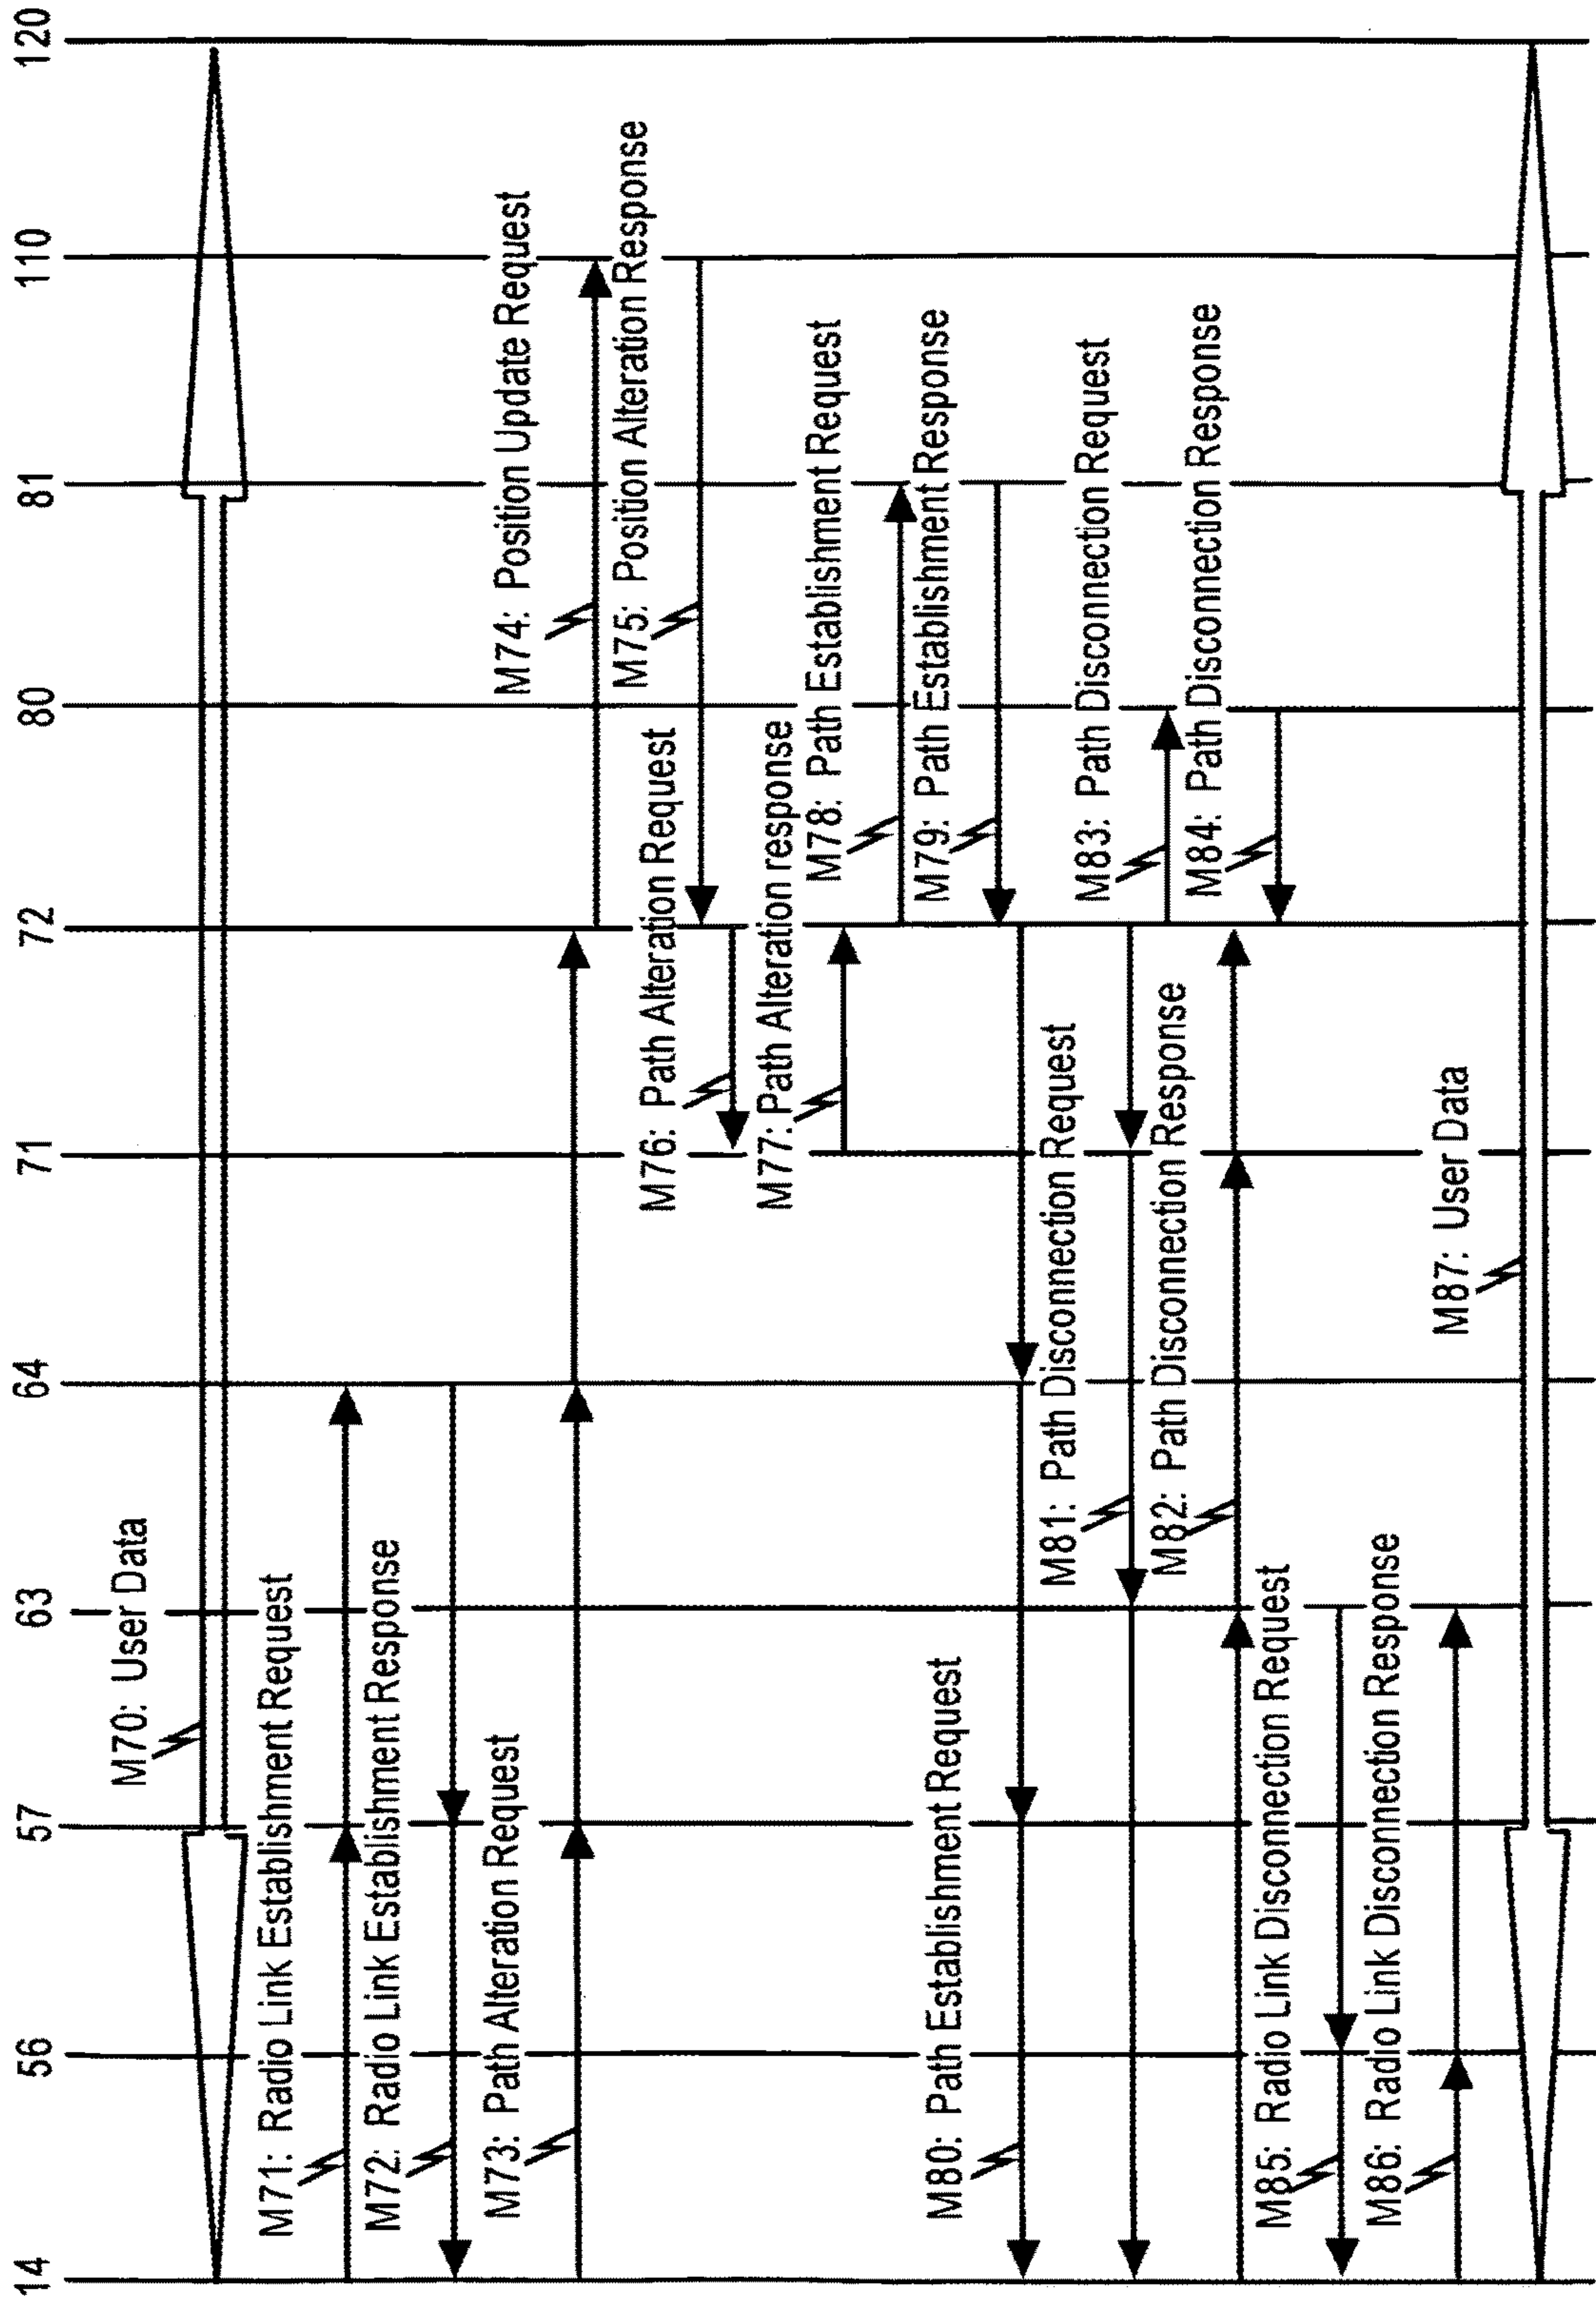 14 56 57 63 64 71 72 80 81 110 120
M70: User Data
M71: Radio Link Establishment Request
M72: Radio Link Establishment Response
M73: Path Alteration Request
M74: Position Update Request
M75: Position Alteration Response
M76: Path Alteration Request
M77: Path Alteration response
M78: Path Establishment Request
M79: Path Establishment Response
M80: Path Establishment Request
M81: Path Disconnection Request
M82: Path Disconnection Response
M83: Path Disconnection Request
M84: Path Disconnection Response
M85: Radio Link Disconnection Request
M86: Radio Link Disconnection Response
M87: User Data